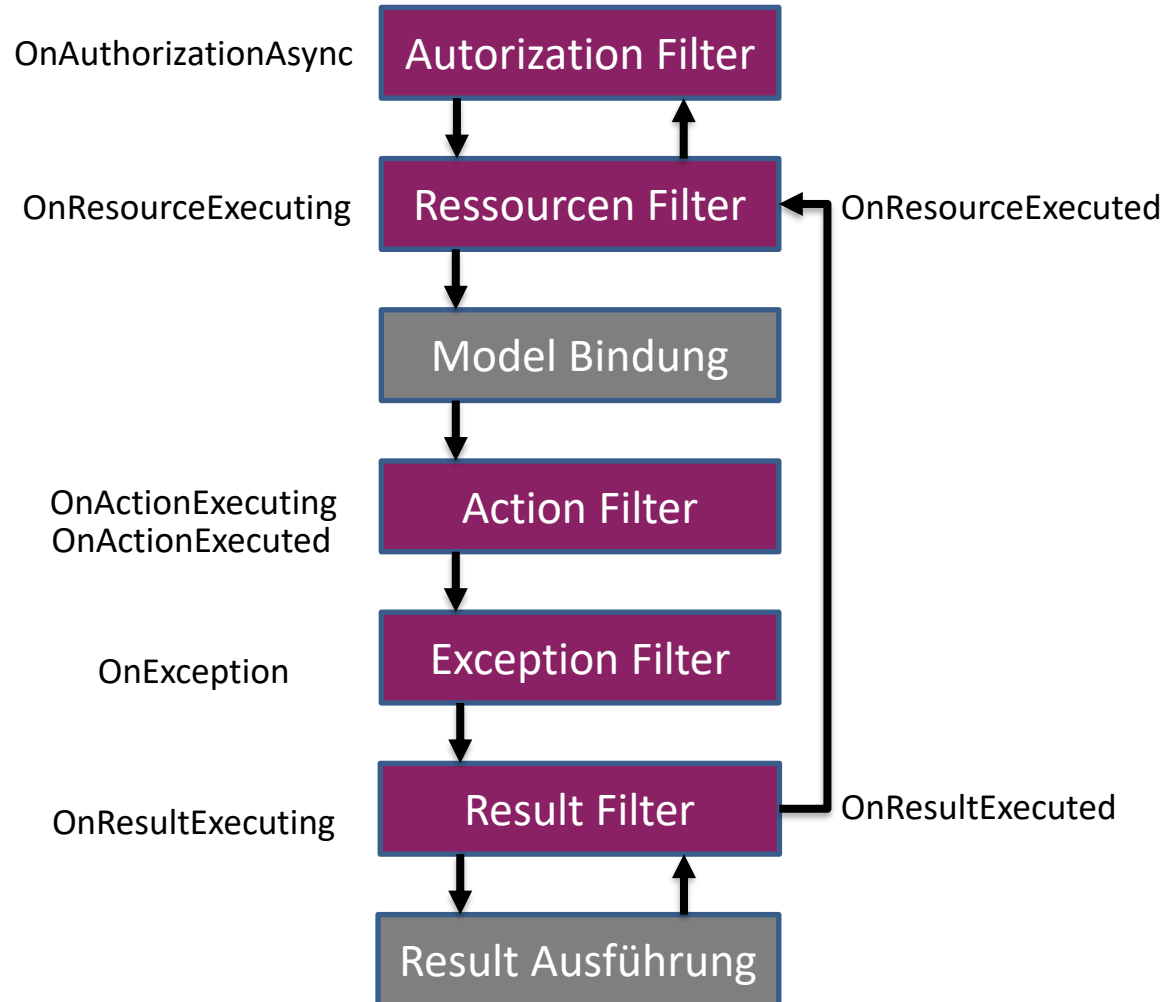 OnAuthorizationAsync
Autorization Filter
OnResourceExecuting
Ressourcen Filter
OnResourceExecuted
Model Bindung
OnActionExecuting
OnActionExecuted
Action Filter
OnException
Exception Filter
OnResultExecuting
Result Filter
OnResultExecuted
Result Ausführung